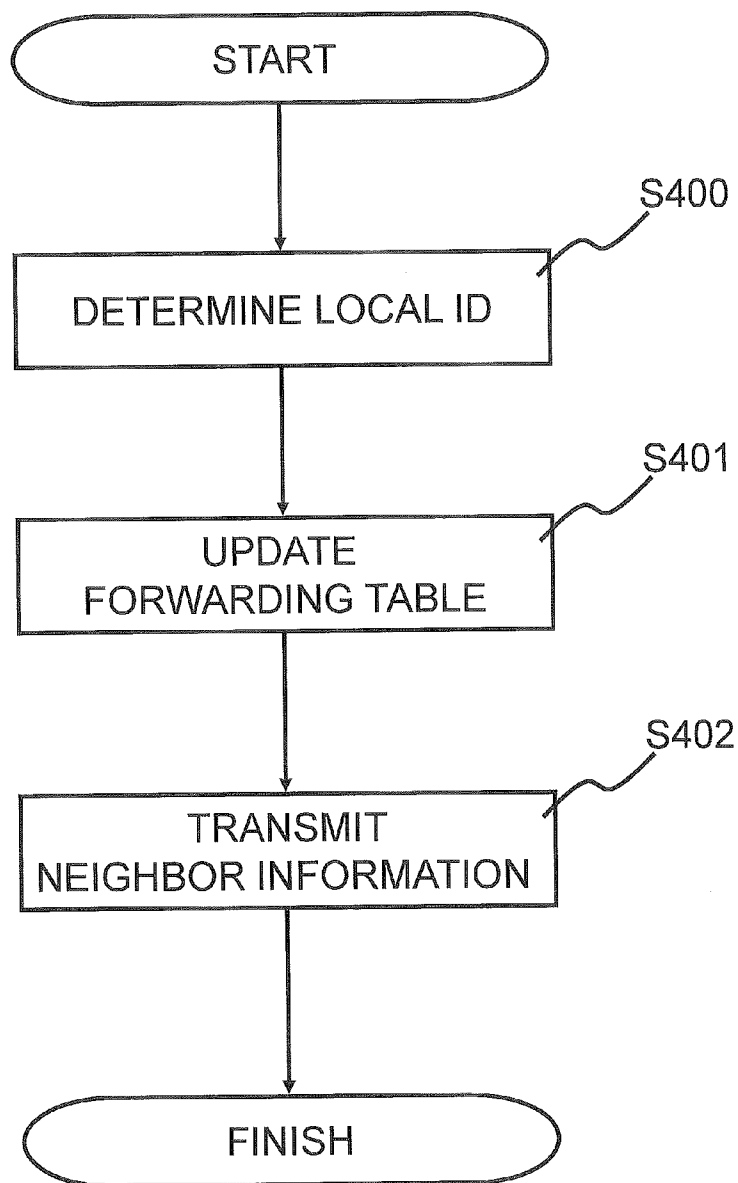 START
S400
DETERMINE LOCAL ID
S401
UPDATE
FORWARDING TABLE
S402
TRANSMIT
NEIGHBOR INFORMATION
FINISH